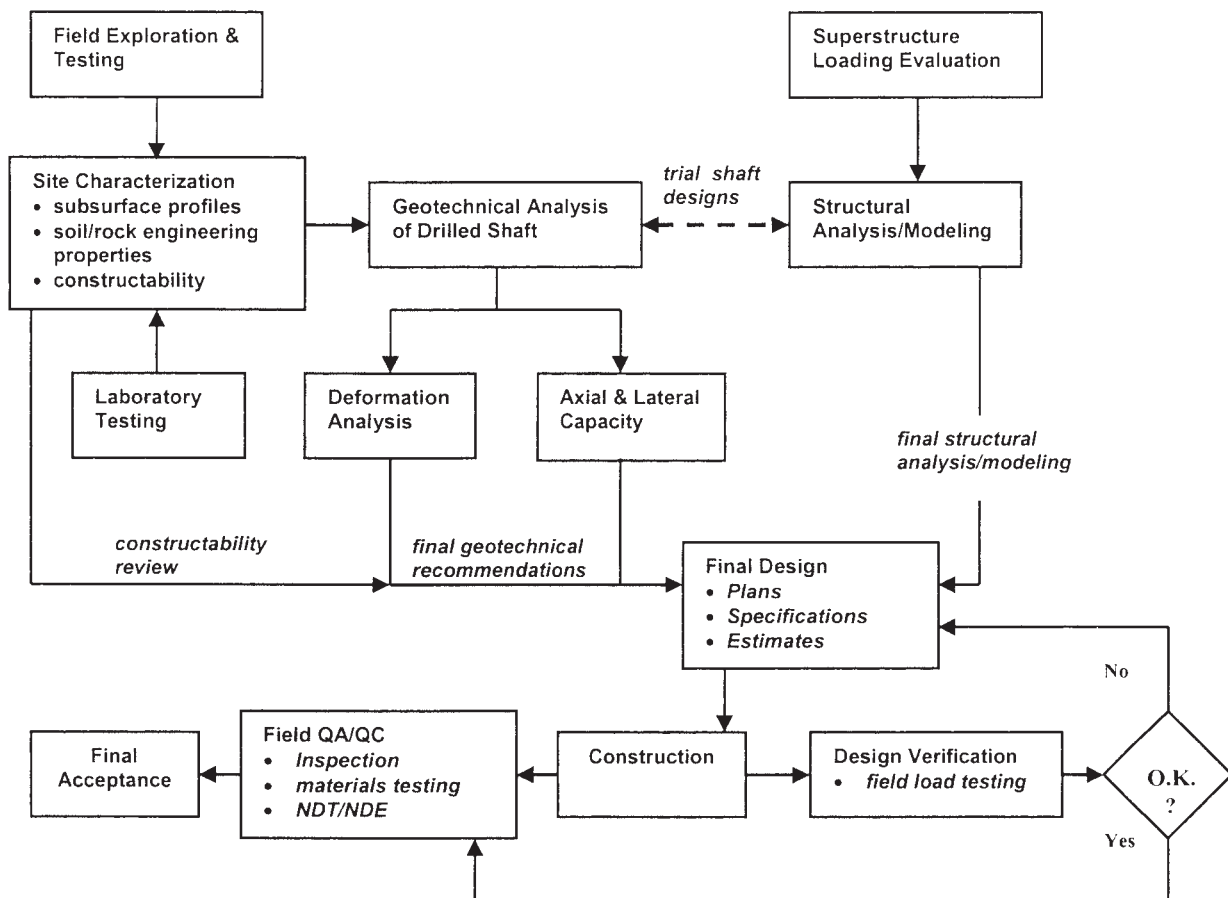 Field Exploration &
Testing
Superstructure
Loading Evaluation
Site Characterization
• subsurface profiles
• soil/rock engineering
properties
• constructability
Geotechnical Analysis
of Drilled Shaft
trial shaft
designs
Structural
Analysis/Modeling
Laboratory
Testing
Deformation
Analysis
Axial & Lateral
Capacity
final structural
analysis/modeling
constructability
review
final geotechnical
recommendations
Final Design
• Plans
• Specifications
• Estimates
No
Final
Acceptance
Field QA/QC
• Inspection
• materials testing
• NDT/NDE
Construction
Design Verification
• field load testing
O.K.
?
Yes